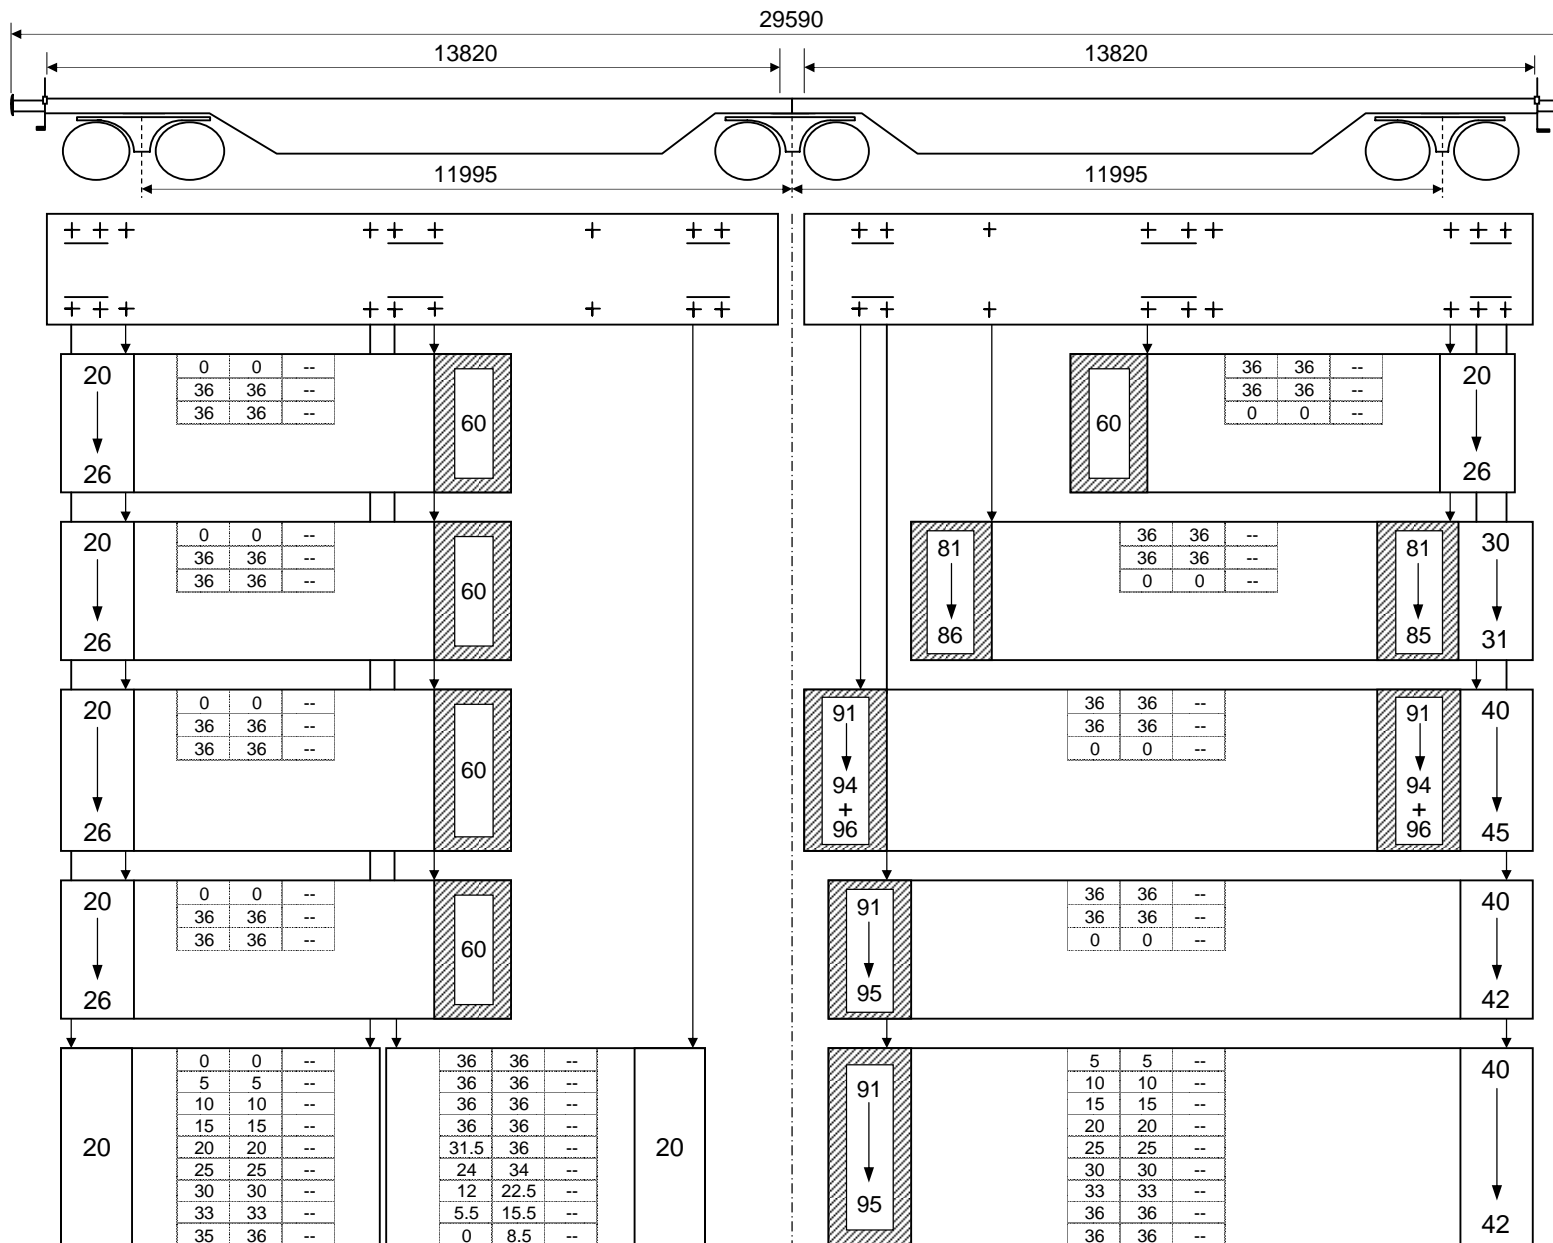 29590
13820 13820
11995 11995
20 0 0 -- 60 36 36 -- 20
36 36 -- 36 36 --
36 36 -- 0 0 --
26 60 26
20 0 0 -- 60 81 36 36 -- 81 30
36 36 -- 36 36 --
36 36 -- 0 0 --
26 86 85 31
20 0 0 -- 60 91 36 36 -- 91 40
36 36 -- 36 36 --
36 36 -- 0 0 --
94 94
+ +
26 96 96 45
20 0 0 -- 60 91 36 36 -- 40
36 36 -- 36 36 --
36 36 -- 0 0 --
26 95 42
0 0 -- 36 36 -- 5 5 -- 40
5 5 -- 36 36 -- 91 10 10 --
10 10 -- 36 36 -- 15 15 --
15 15 -- 36 36 -- 20 20 --
20 20 20 -- 31.5 36 -- 20 25 25 --
25 25 -- 24 34 -- 30 30 --
30 30 -- 12 22.5 -- 95 33 33 --
33 33 -- 5.5 15.5 -- 36 36 --
35 36 -- 0 8.5 -- 36 36 -- 42